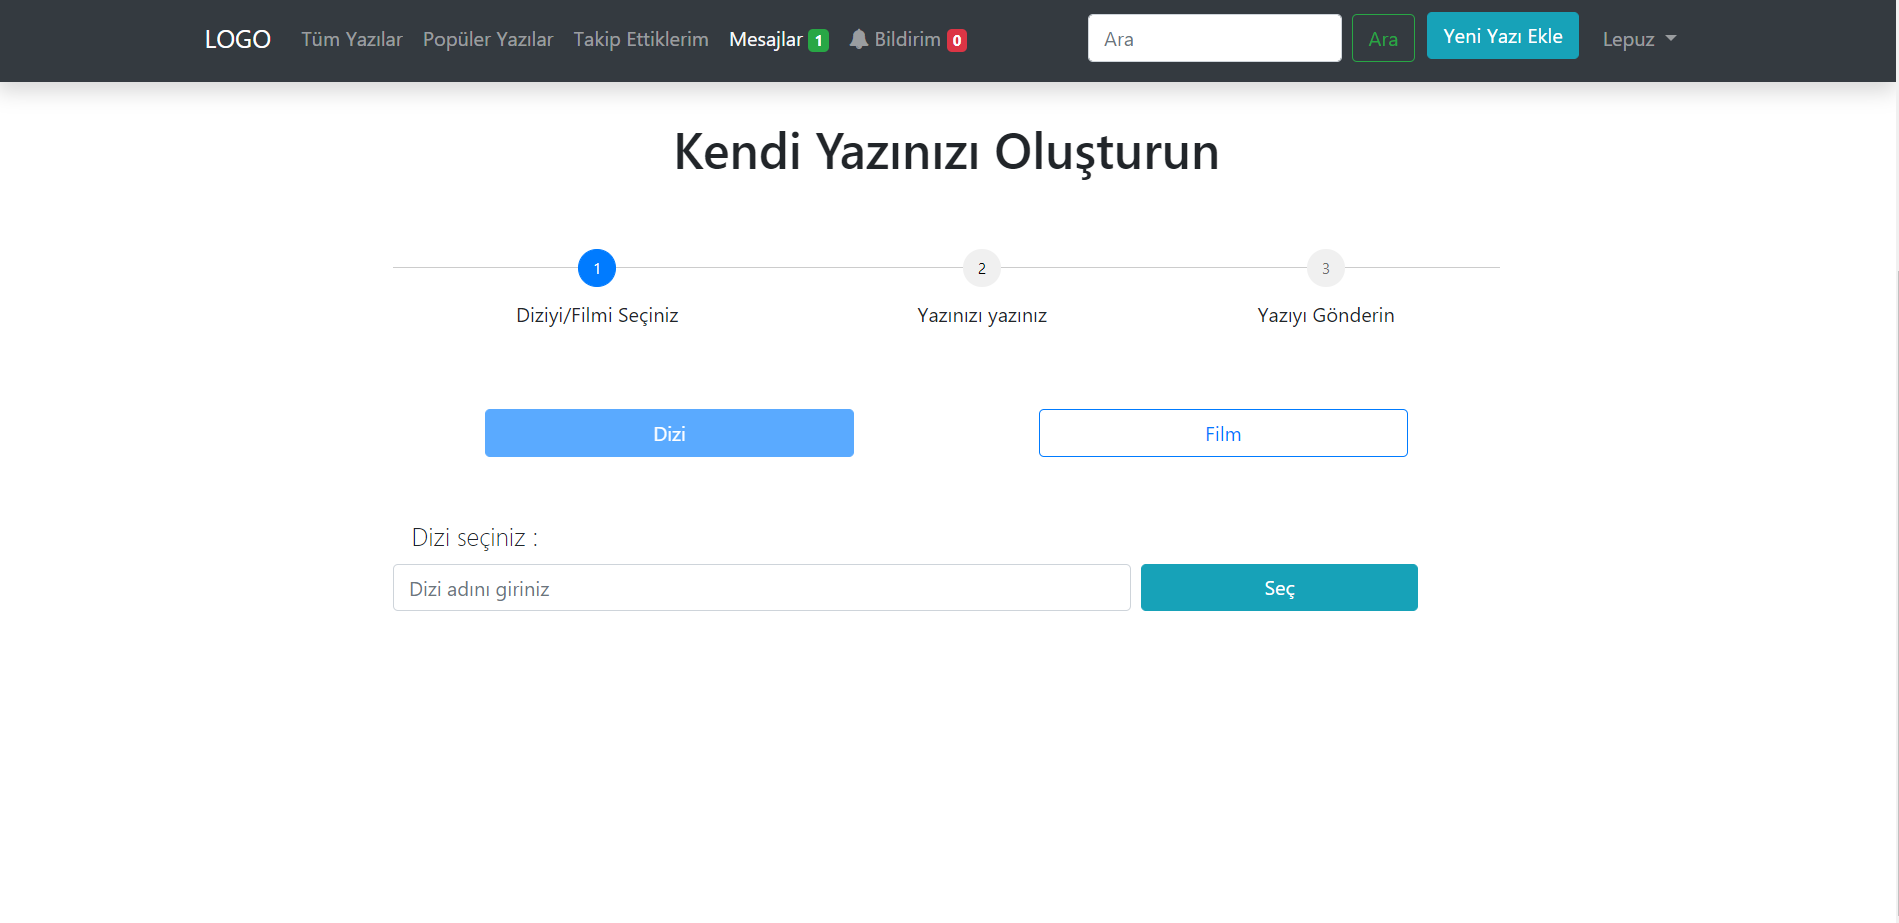 LOGO Tüm Yazılar Popüler Yazılar Takip Ettiklerim Mesajlar 1 Bildirim 0 Ara Ara Yeni Yazı Ekle Lepuz
Kendi Yazınızı Oluşturun
1 2 3
Diziyi/Filmi Seçiniz Yazınızı yazınız Yazıyı Gönderin
Dizi Film
Dizi seçiniz :
Dizi adını giriniz Seç